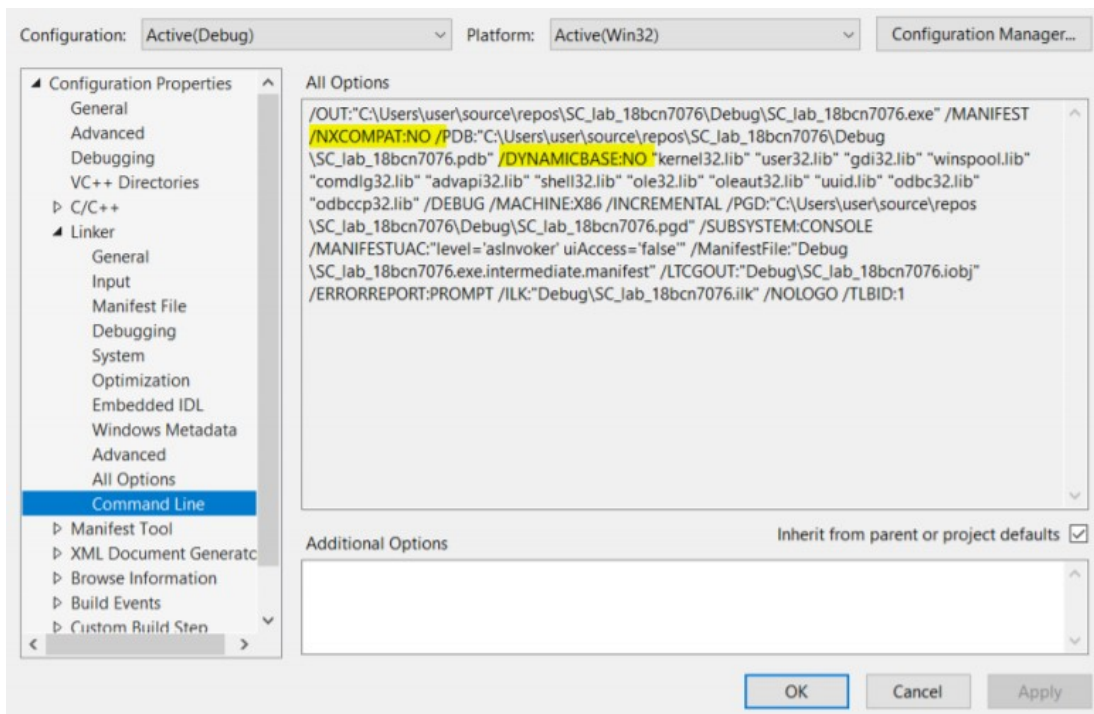 Configuration: Active(Debug) Platform: Active(Win32) Configuration Manager...
Configuration Properties
General
Advanced
Debugging
VC++ Directories
C/C++
Linker
General
Input
Manifest File
Debugging
System
Optimization
Embedded IDL
Windows Metadata
Advanced
All Options
Command Line
Manifest Tool
XML Document Generatc
Browse Information
Build Events
Custom Build Step
All Options
/OUT:"C:\Users\user\source\repos\SC_lab_18bcn7076\Debug\SC_lab_18bcn7076.exe" /MANIFEST
/NXCOMPAT:NO /PDB:"C:\Users\user\source\repos\SC_lab_18bcn7076\Debug
\SC_lab_18bcn7076.pdb" /DYNAMICBASE:NO "kernel32.lib" "user32.lib" "gdi32.lib" "winspool.lib"
"comdlg32.lib" "advapi32.lib" "shell32.lib" "ole32.lib" "oleaut32.lib" "uuid.lib" "odbc32.lib"
"odbccp32.lib" /DEBUG /MACHINE:X86 /INCREMENTAL /PGD:"C:\Users\user\source\repos
\SC_lab_18bcn7076\Debug\SC_lab_18bcn7076.pgd" /SUBSYSTEM:CONSOLE
/MANIFESTUAC:"level='asInvoker' uiAccess='false'" /ManifestFile:"Debug
\SC_lab_18bcn7076.exe.intermediate.manifest" /LTCGOUT:"Debug\SC_lab_18bcn7076.iobj"
/ERRORREPORT:PROMPT /ILK:"Debug\SC_lab_18bcn7076.ilk" /NOLOGO /TLBID:1
Inherit from parent or project defaults
Additional Options
OK Cancel Apply